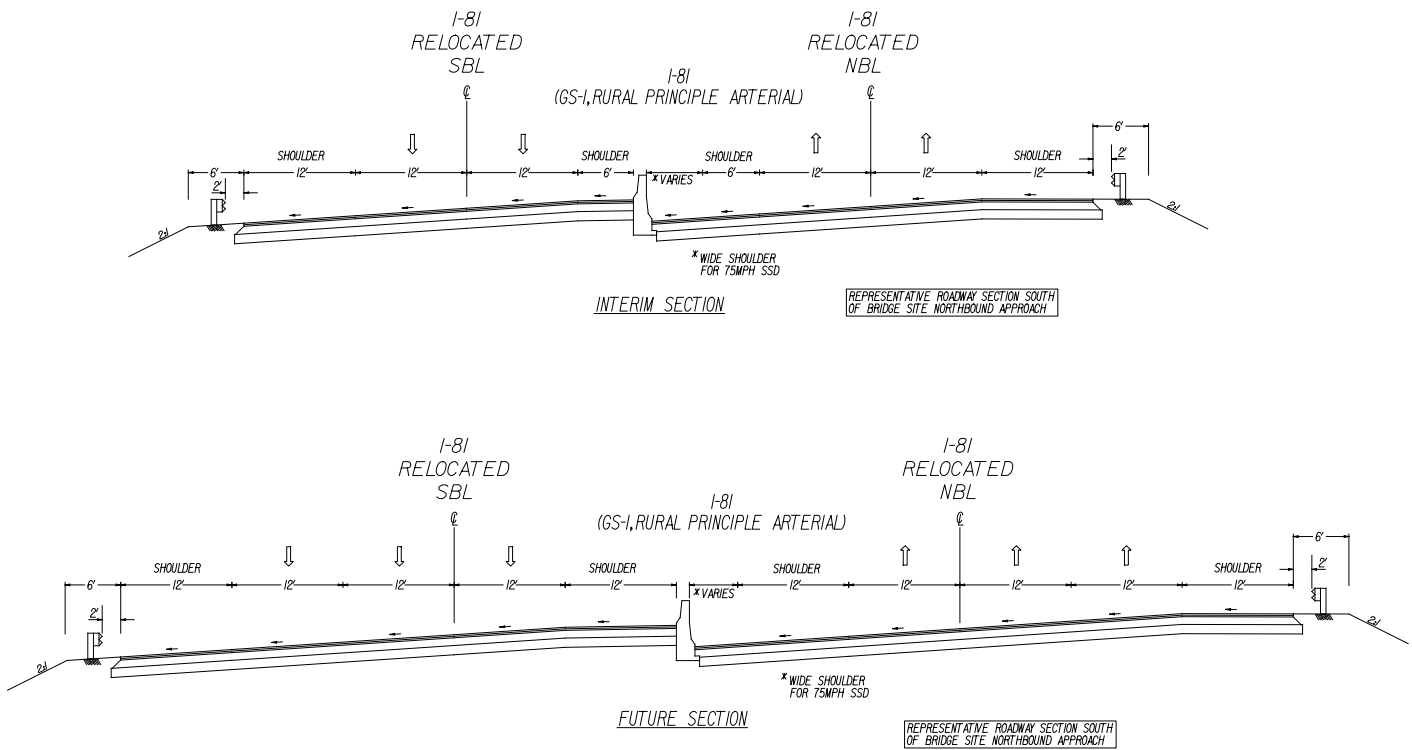 I-81
RELOCATED
SBL
I-81
RELOCATED
NBL
I-81
(GS-1,RURAL PRINCIPLE ARTERIAL)
℄
℄
6'
2'
SHOULDER
12'
12'
12'
SHOULDER
6'
* VARIES
SHOULDER
6'
12'
12'
SHOULDER
12'
6'
2'
2:1
2:1
* WIDE SHOULDER
FOR 75MPH SSD
INTERIM SECTION
REPRESENTATIVE ROADWAY SECTION SOUTH
OF BRIDGE SITE NORTHBOUND APPROACH
I-81
RELOCATED
SBL
I-81
RELOCATED
NBL
I-81
(GS-1,RURAL PRINCIPLE ARTERIAL)
℄
℄
6'
2'
SHOULDER
12'
12'
12'
12'
SHOULDER
12'
* VARIES
SHOULDER
12'
12'
12'
12'
SHOULDER
12'
6'
2'
2:1
2:1
* WIDE SHOULDER
FOR 75MPH SSD
FUTURE SECTION
REPRESENTATIVE ROADWAY SECTION SOUTH
OF BRIDGE SITE NORTHBOUND APPROACH